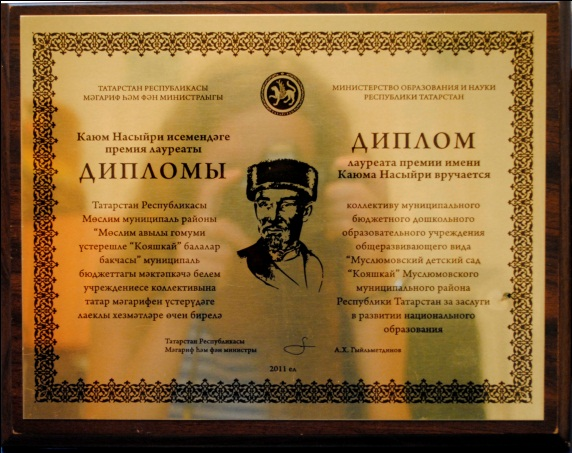 ТАТАРСТАН РЕСПУБЛИКАСЫ
МӘГАРИФ ҺӘМ ФӘН МИНИСТРЛЫГЫ
Каюм Насыйри исемендәге
премия лауреаты
ДИПЛОМЫ
Татарстан Республикасы
Мөслим муниципаль районы
"Мөслим авылы гомуми
үстерешле "Кояшкай" балалар
бакчасы" муниципаль
бюджеттагы мәктәпкәчә белем
учреждениесе коллективына
татар мәгарифен үстерүдәге
лаеклы хезмәтләре өчен бирелә
МИНИСТЕРСТВО ОБРАЗОВАНИЯ И НАУКИ
РЕСПУБЛИКИ ТАТАРСТАН
ДИПЛОМ
лауреата премии имени
Каюма Насыйри вручается
коллективу муниципального
бюджетного дошкольного
образовательного учреждения
общеразвивающего вида
"Муслюмовский детский сад
"Кояшкай" Муслюмовского
муниципального района
Республики Татарстан за заслуги
в развитии национального
образования
Татарстан Республикасы
Мәгариф һәм фән министры
А.Х. Гыйльметдинов
2011 ел